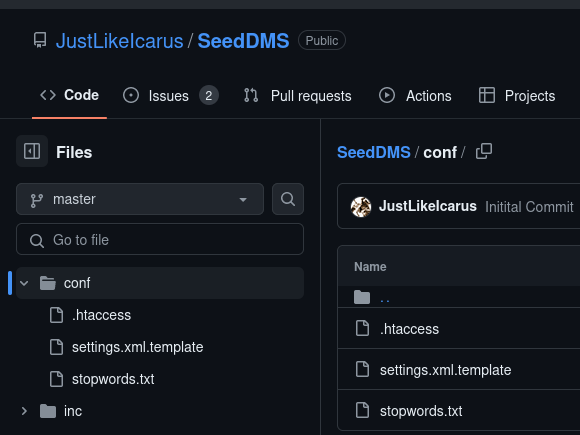 JustLikeIcarus / SeedDMS Public
Code Issues 2 Pull requests Actions Projects
Files
master
Go to file
conf
.htaccess
settings.xml.template
stopwords.txt
inc
SeedDMS / conf /
JustLikeIcarus Initital Commit
Name
..
.htaccess
settings.xml.template
stopwords.txt